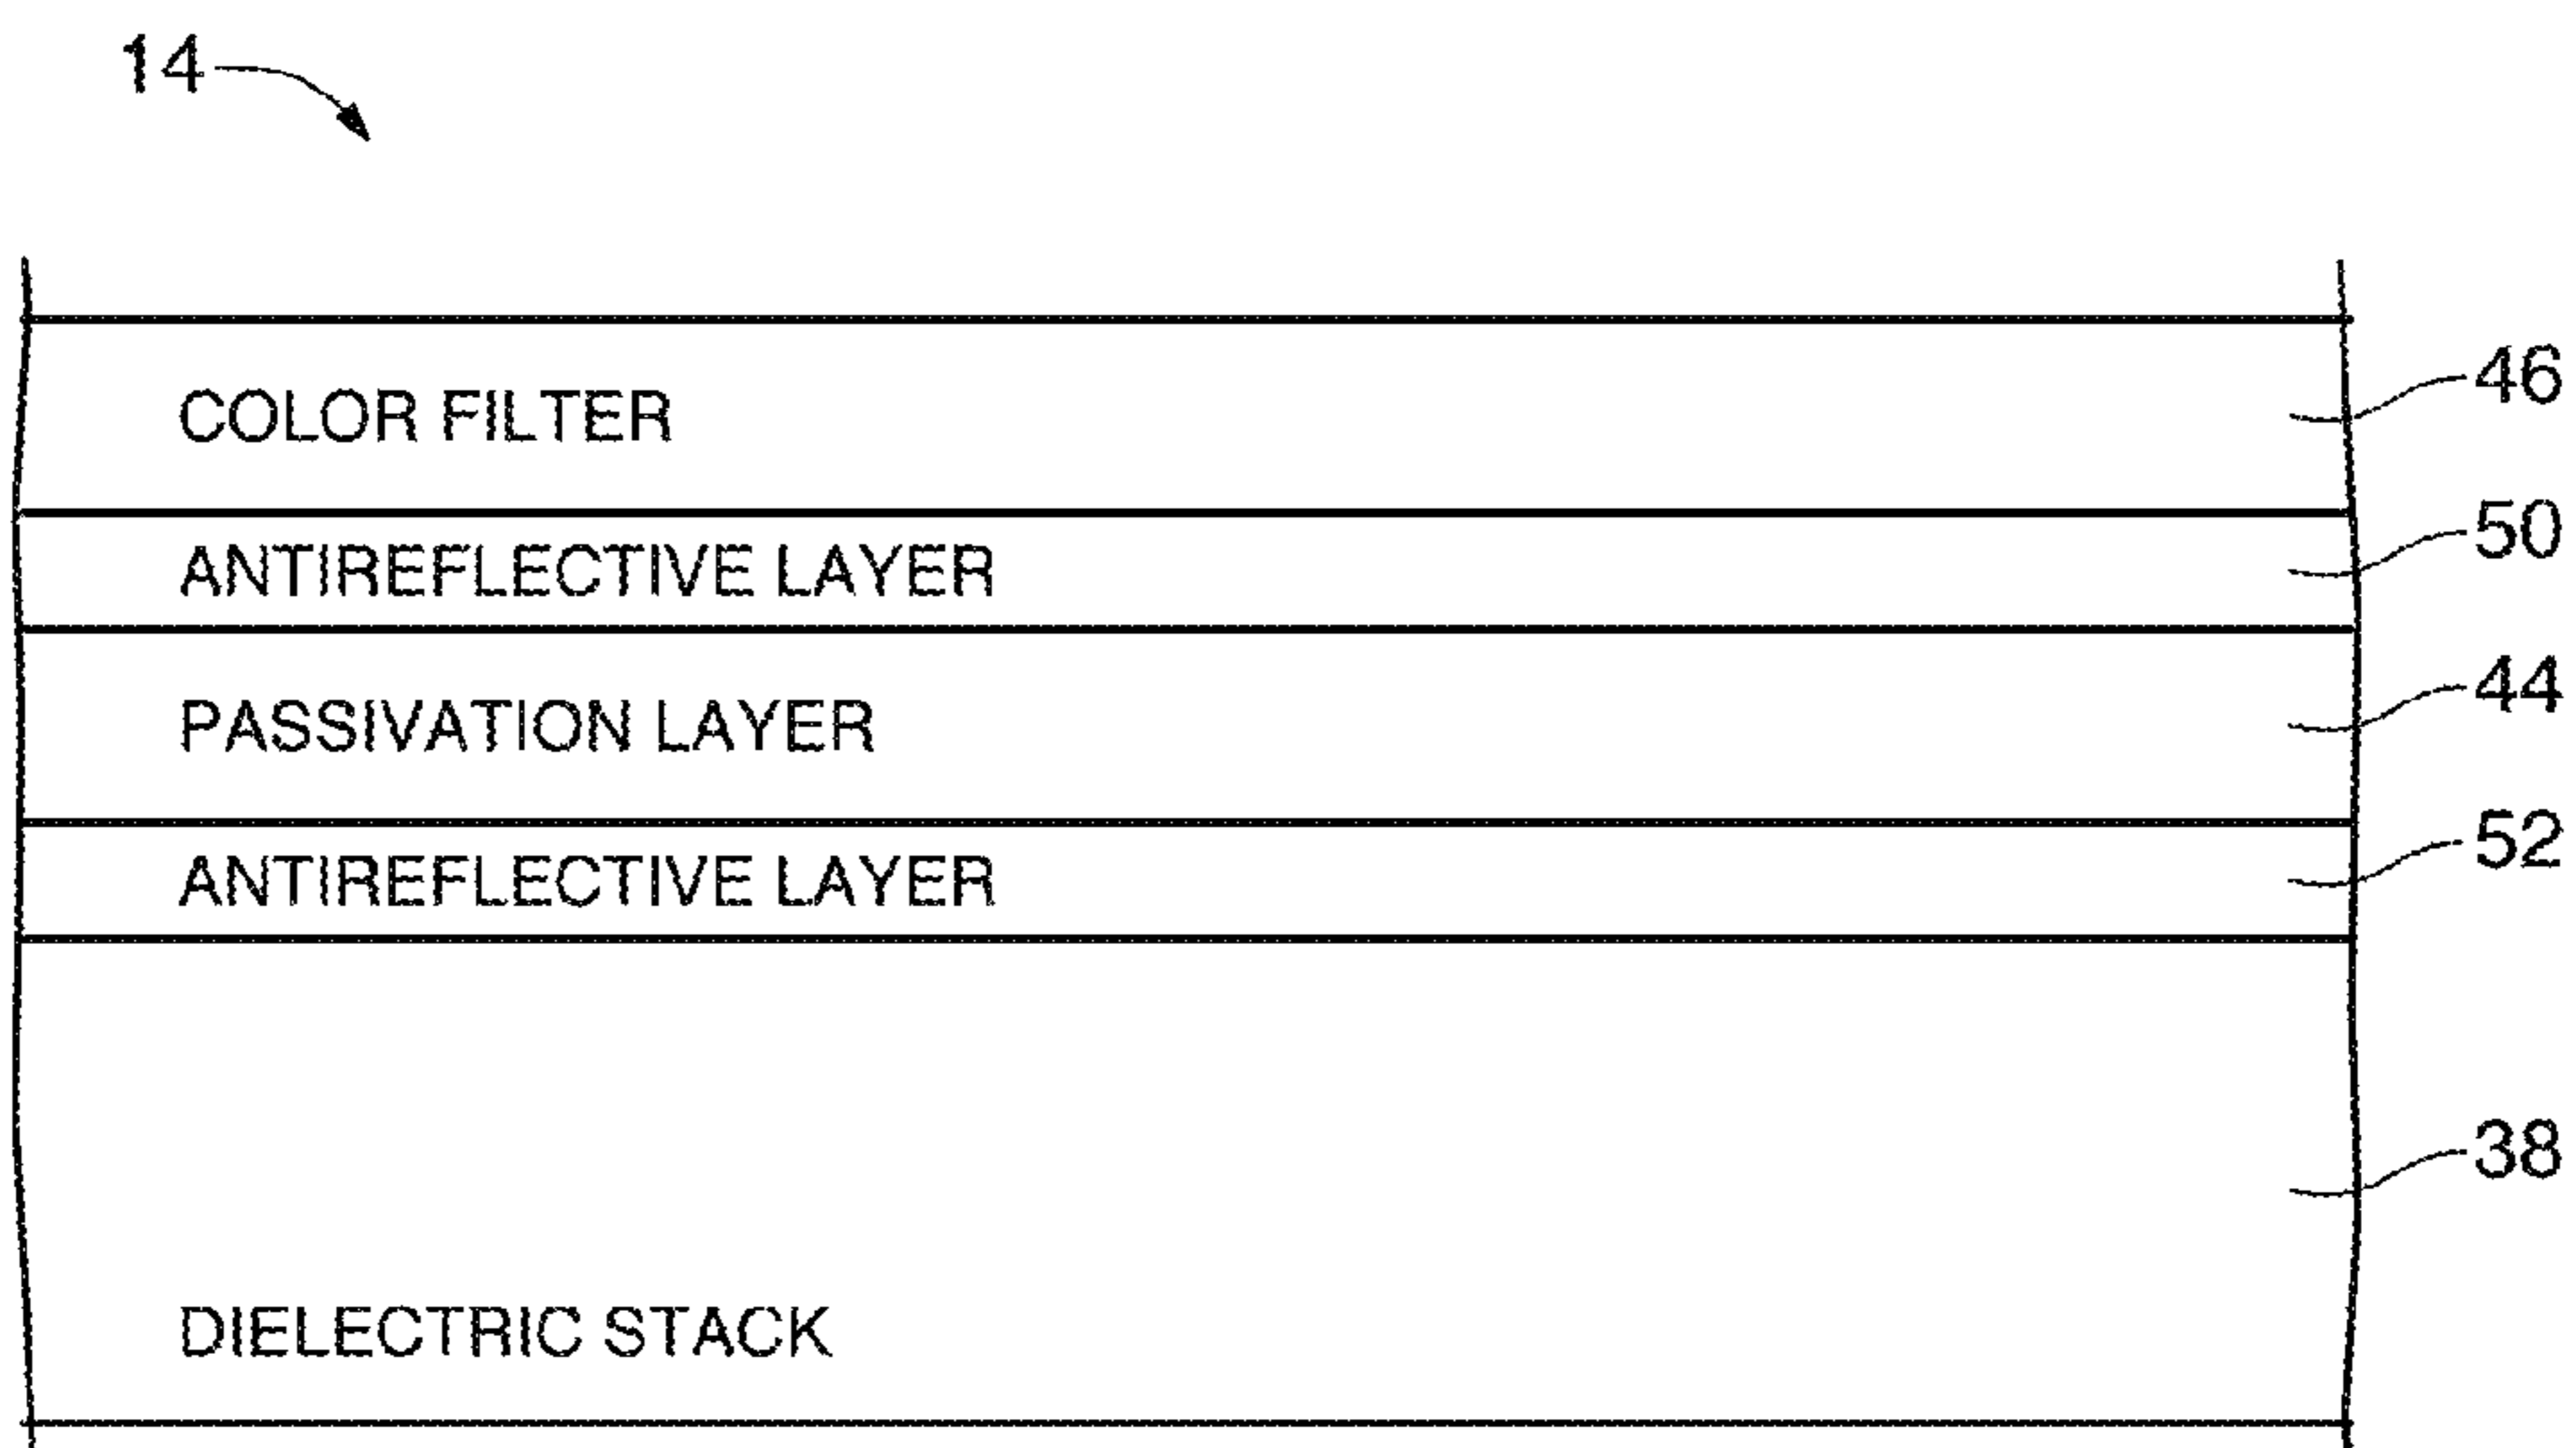 14
COLOR FILTER
46
ANTIREFLECTIVE LAYER
50
PASSIVATION LAYER
44
ANTIREFLECTIVE LAYER
52
38
DIELECTRIC STACK